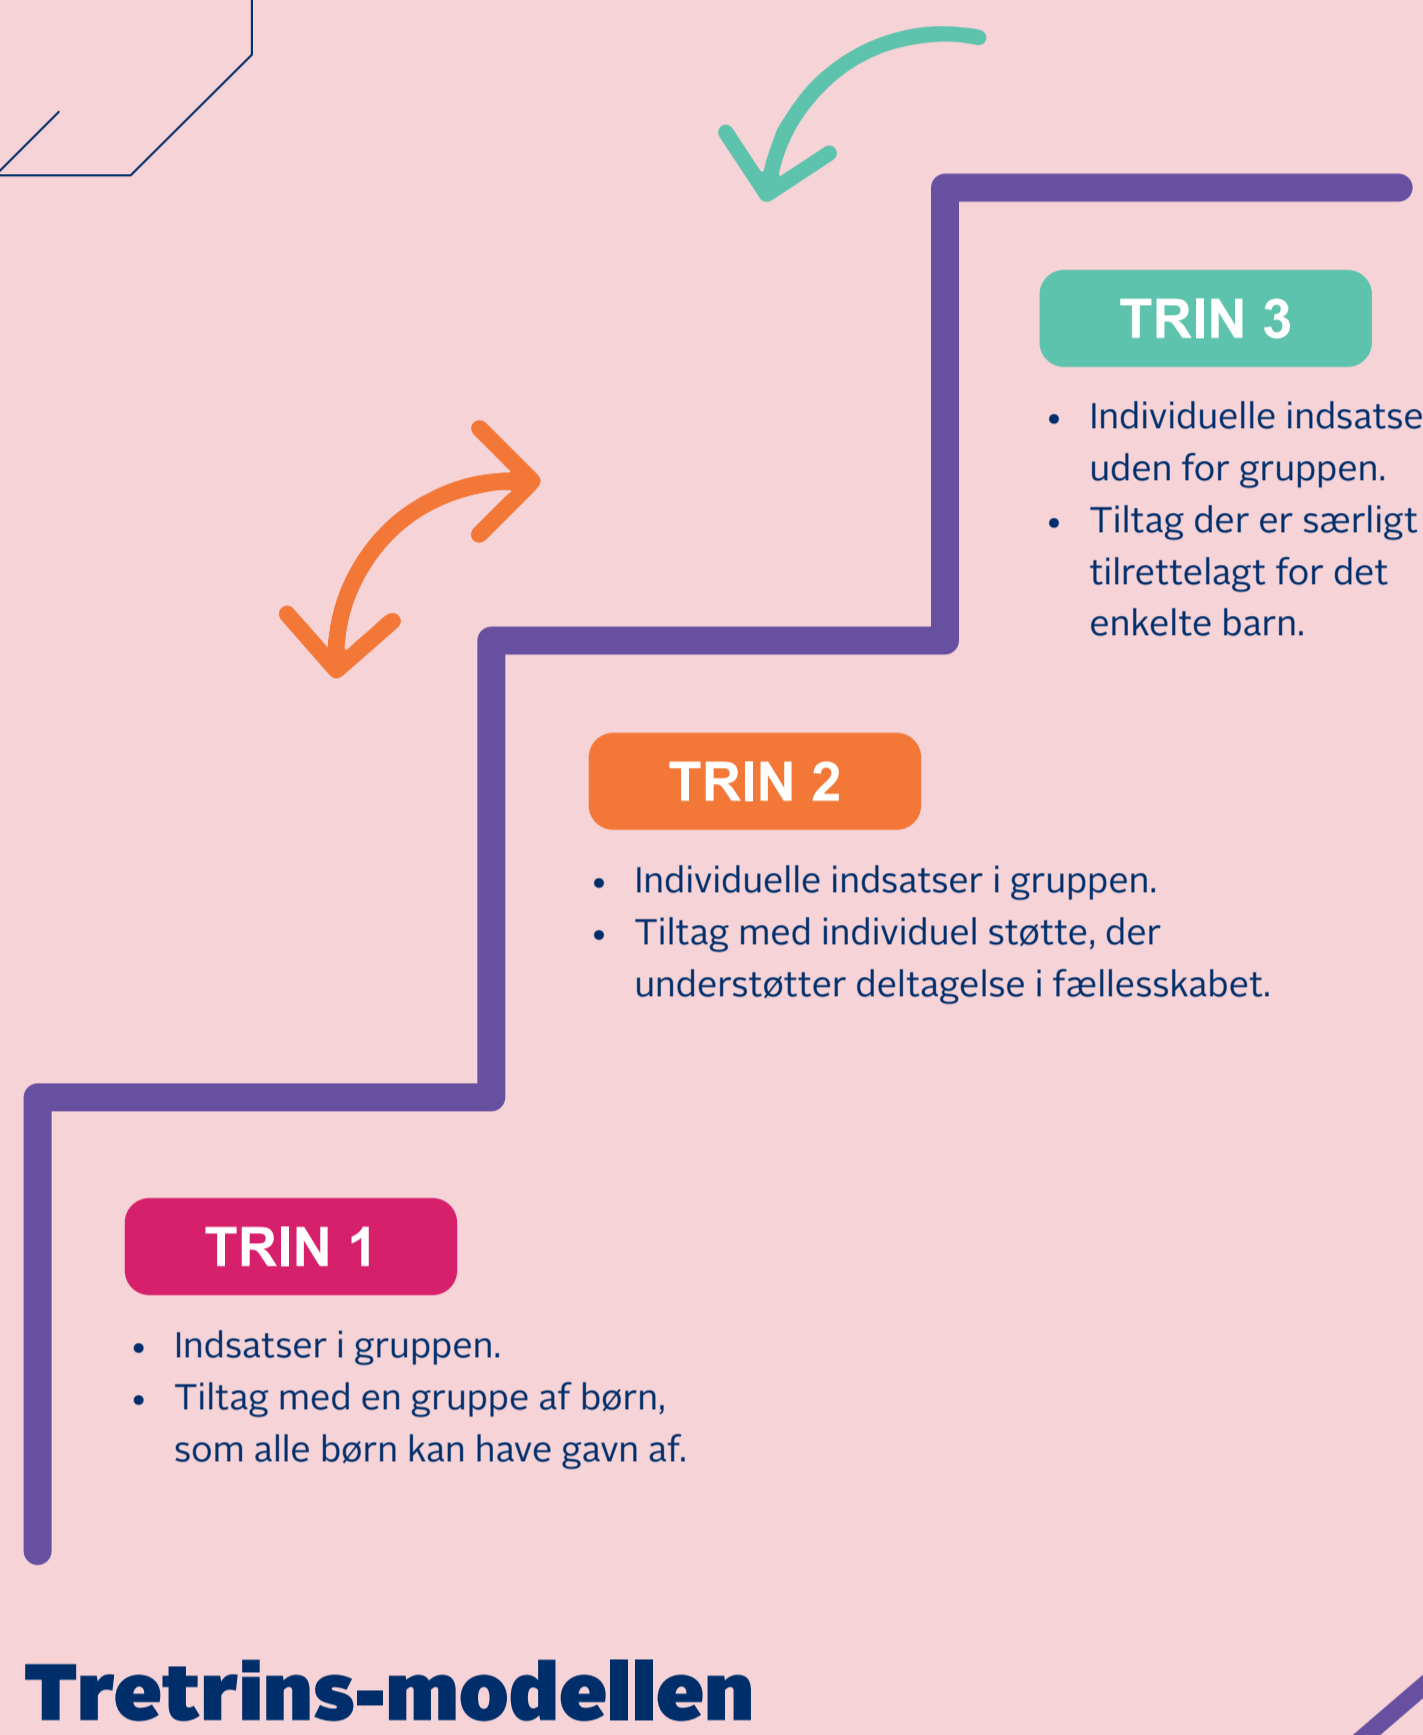 TRIN 3
• Individuelle indsatse
uden for gruppen.
• Tiltag der er særligt
tilrettelagt for det
enkelte barn.
TRIN 2
• Individuelle indsatser i gruppen.
• Tiltag med individuel støtte, der
understøtter deltagelse i fællesskabet.
TRIN 1
• Indsatser i gruppen.
• Tiltag med en gruppe af børn,
som alle børn kan have gavn af.
Tretrins-modellen